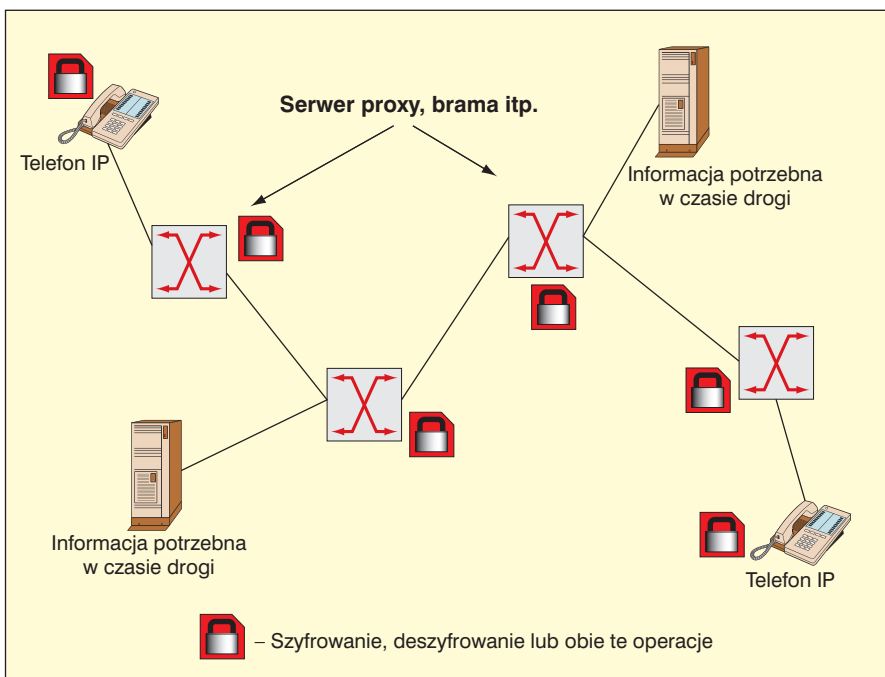 Serwer proxy, brama itp.
Telefon IP
Informacja potrzebna
w czasie drogi
Informacja potrzebna
w czasie drogi
Telefon IP
– Szyfrowanie, deszyfrowanie lub obie te operacje